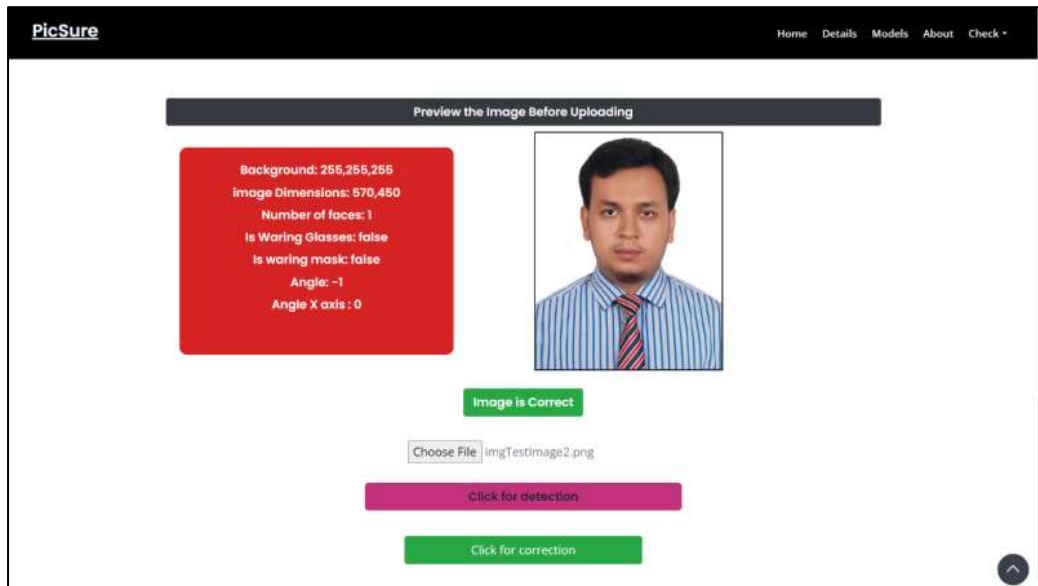 PicSure
Home Details Models About Check
Preview the Image Before Uploading
Background: 255,255,255
image Dimensions: 570,450
Number of faces: 1
Is Waring Glasses: false
Is waring mask: false
Angle: -1
Angle X axis : 0
Image is Correct
Choose File imgTestImage2.png
Click for detection
Click for correction